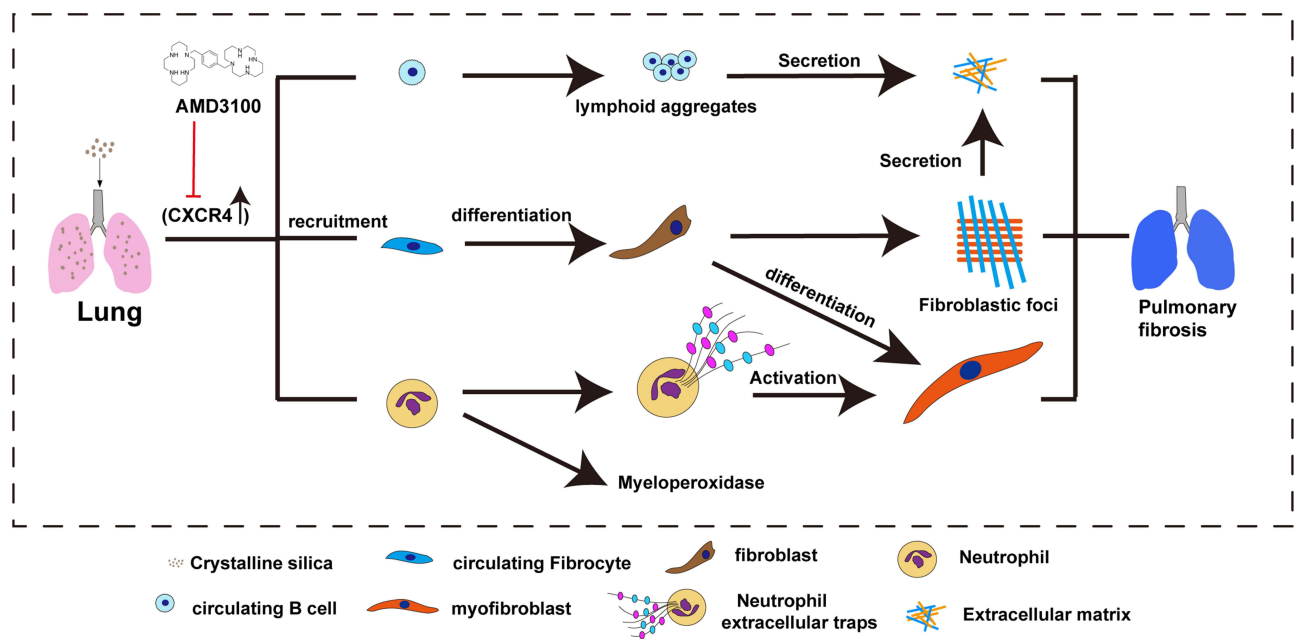 AMD3100
(CXCR4 )
Lung
recruitment
differentiation
lymphoid aggregates
Secretion
Secretion
Fibroblastic foci
differentiation
Activation
Myeloperoxidase
Pulmonary
fibrosis
Crystalline silica
circulating Fibrocyte
fibroblast
Neutrophil
circulating B cell
myofibroblast
Neutrophil
extracellular traps
Extracellular matrix